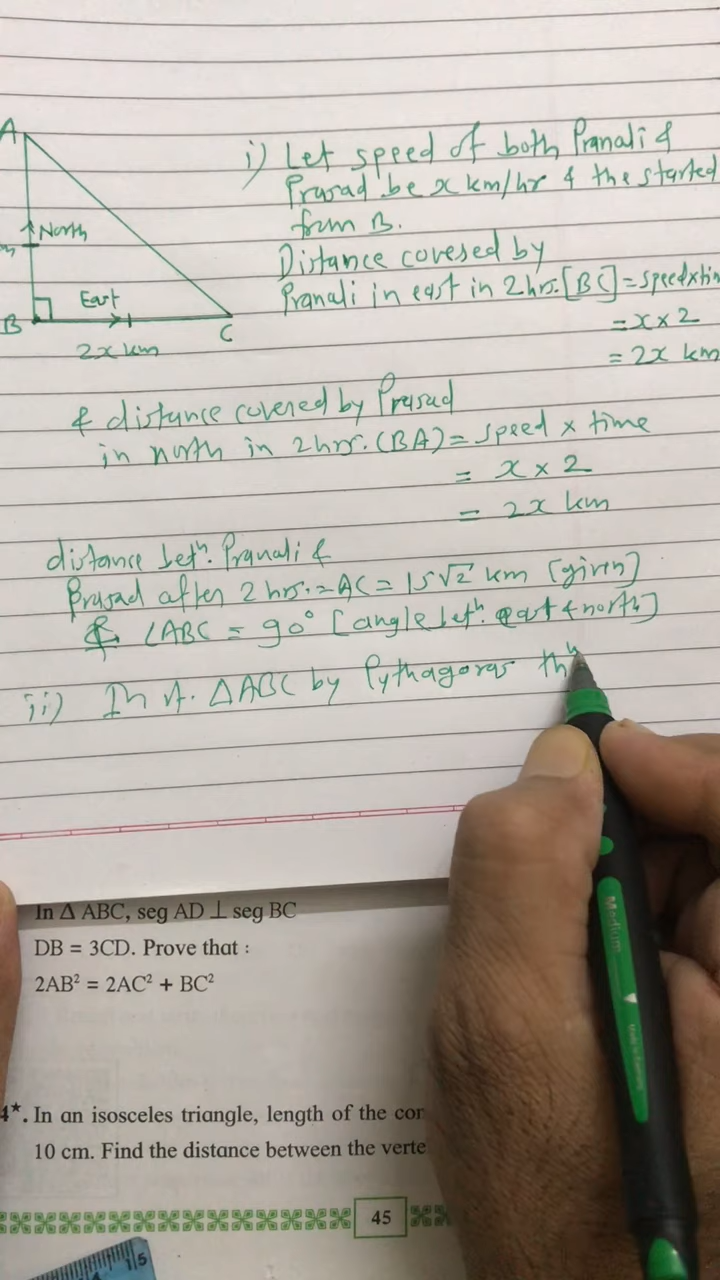 A
North
East
B
C
2x km
i) Let speed of both Pranali &
Prasad be x km/hr & the started
from B.
Distance covered by
Pranali in east in 2hrs.[BC]=speed×tim
=x×2
=2x km
& distance covered by Prasad
in north in 2hrs.(BA)=speed × time
= x × 2
= 2x km
distance betⁿ. Pranali &
Prasad after 2 hrs.=AC=15√2 km [given]
& ∠ABC = 90° [angle betⁿ. east & north]
ii) In rt. △ABC by Pythagoras th
In △ ABC, seg AD ⊥ seg BC
DB = 3CD. Prove that :
2AB² = 2AC² + BC²
4*. In an isosceles triangle, length of the con
10 cm. Find the distance between the verte
45
15
Medium